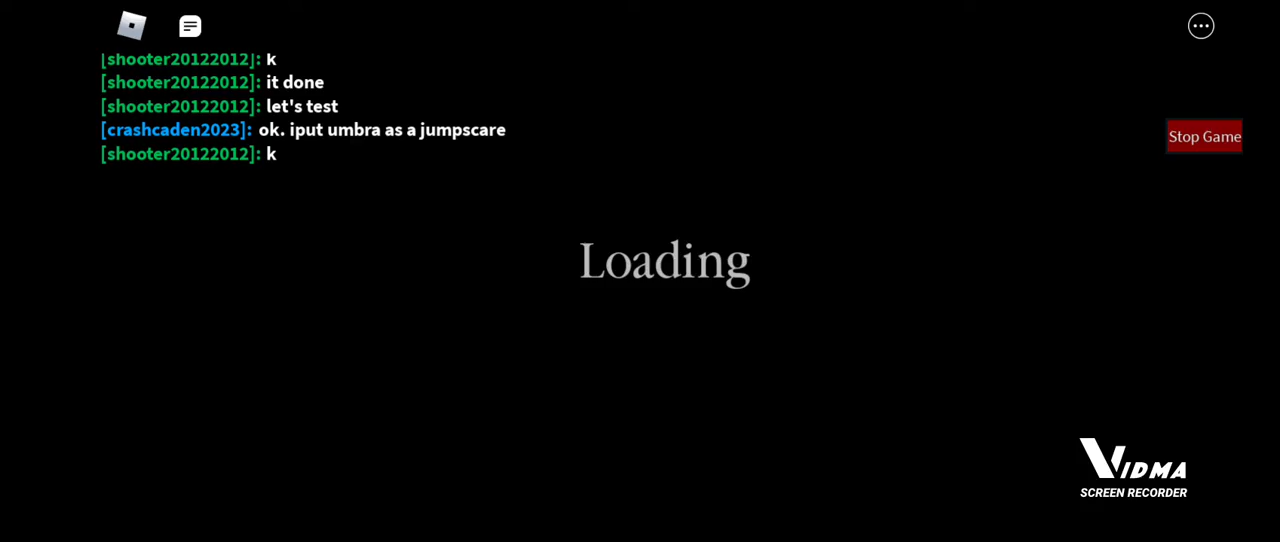 [shooter20122012]: k
[shooter20122012]: it done
[shooter20122012]: let's test
[crashcaden2023]: ok. iput umbra as a jumpscare
[shooter20122012]: k
Stop Game
Loading
VIDMA
SCREEN RECORDER